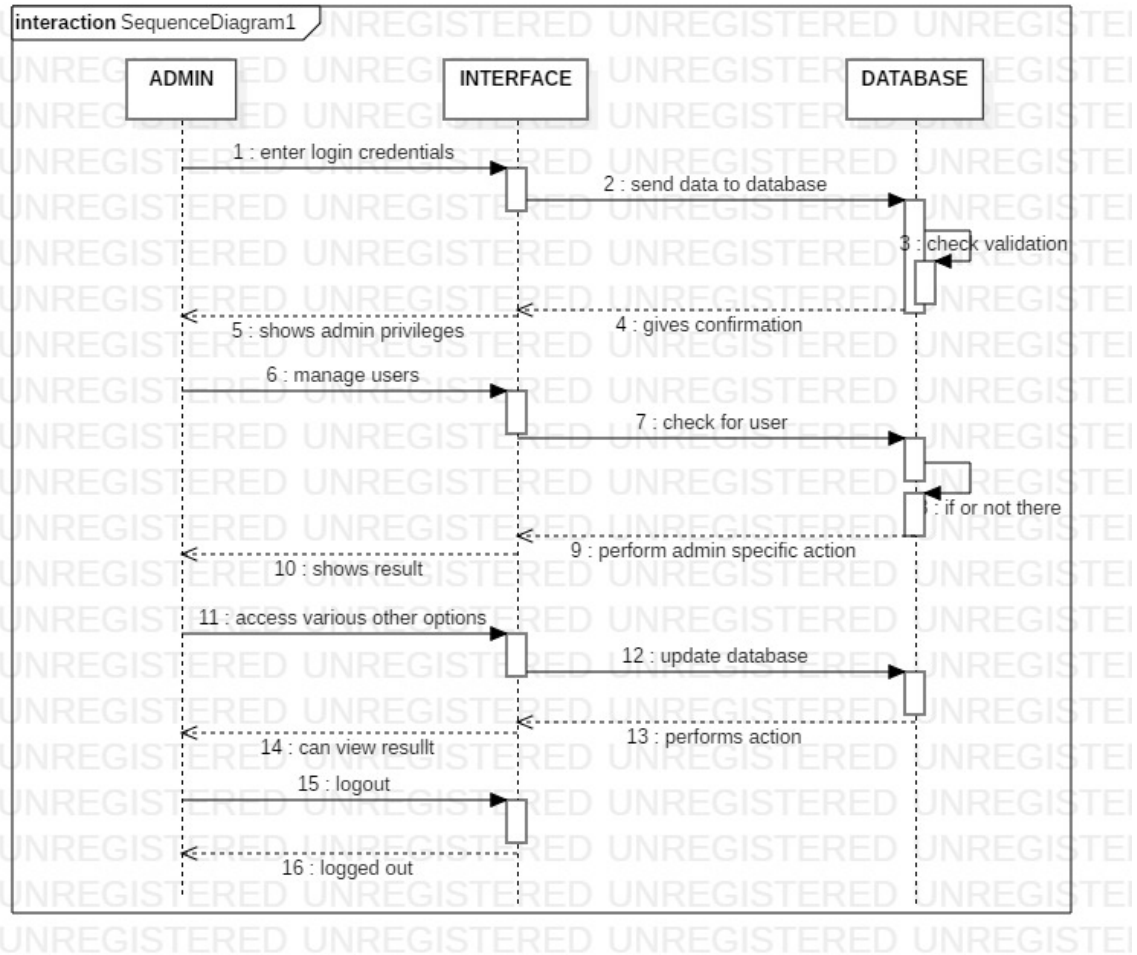 interaction SequenceDiagram1
ADMIN
INTERFACE
DATABASE
1 : enter login credentials
2 : send data to database
3 : check validation
4 : gives confirmation
5 : shows admin privileges
6 : manage users
7 : check for user
: if or not there
9 : perform admin specific action
10 : shows result
11 : access various other options
12 : update database
13 : performs action
14 : can view resullt
15 : logout
16 : logged out
UNREGISTERED